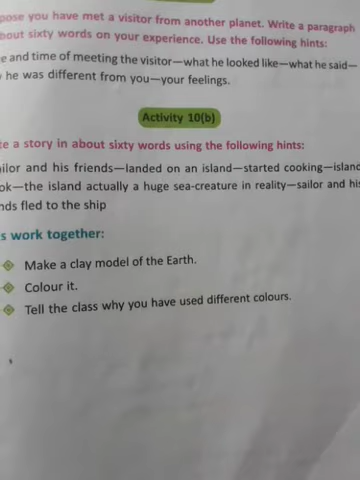 pose you have met a visitor from another planet. Write a paragraph
bout sixty words on your experience. Use the following hints:
e and time of meeting the visitor—what he looked like—what he said—
he was different from you—your feelings.
Activity 10(b)
te a story in about sixty words using the following hints:
ilor and his friends—landed on an island—started cooking—island
ok—the island actually a huge sea-creature in reality—sailor and his
nds fled to the ship
s work together:
Make a clay model of the Earth.
Colour it.
Tell the class why you have used different colours.